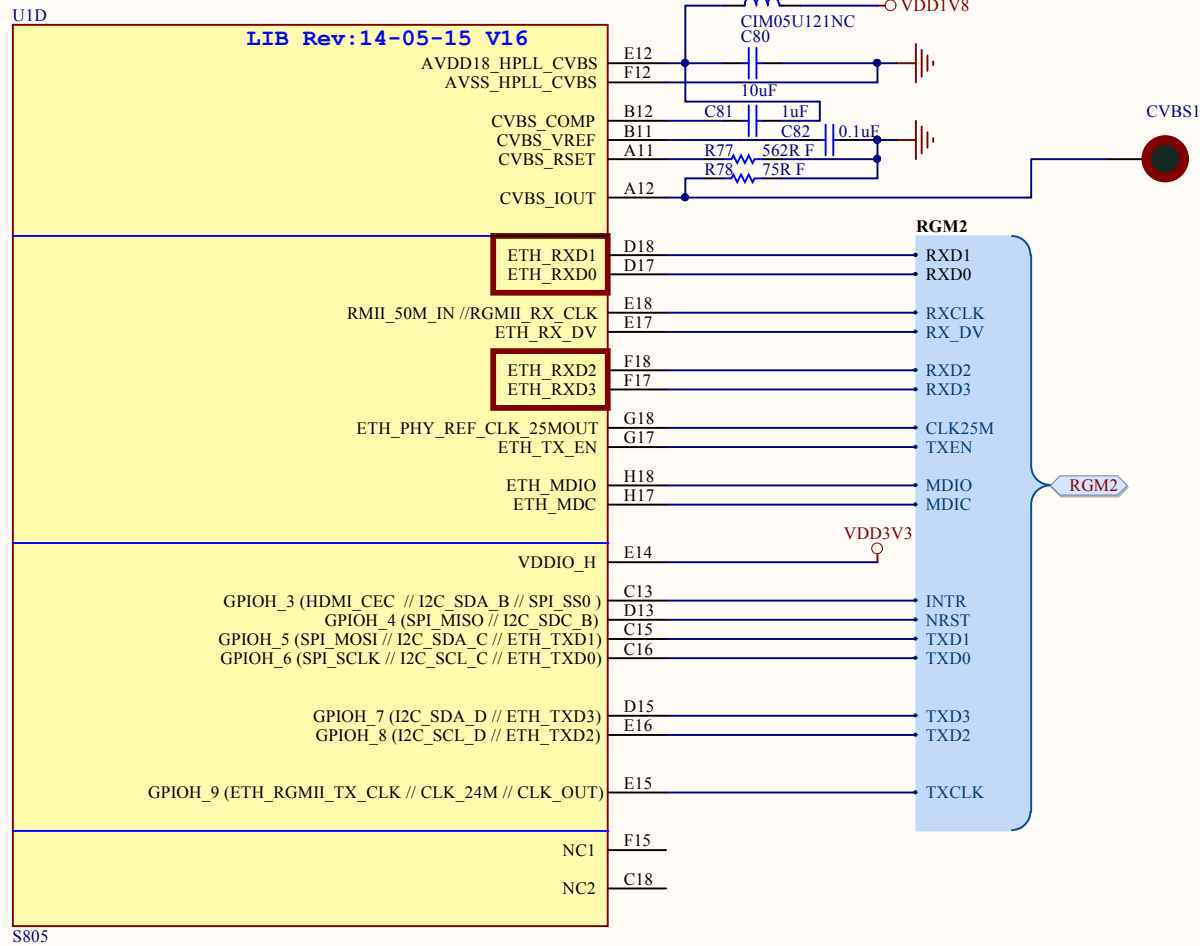 VDD1V8
U1D
CIM05U121NC
LIB Rev:14-05-15 V16
C80
AVDD18_HPLL_CVBS E12
AVSS_HPLL_CVBS F12
10uF
CVBS_COMP B12 C81 1uF CVBS1
CVBS_VREF B11 C82 0.1uF
CVBS_RSET A11 R77 562R F
R78 75R F
CVBS_IOUT A12
RGM2
ETH_RXD1 D18 RXD1
ETH_RXD0 D17 RXD0
RMII_50M_IN //RGMII_RX_CLK E18 RXCLK
ETH_RX_DV E17 RX_DV
ETH_RXD2 F18 RXD2
ETH_RXD3 F17 RXD3
ETH_PHY_REF_CLK_25MOUT G18 CLK25M
ETH_TX_EN G17 TXEN
ETH_MDIO H18 MDIO RGM2
ETH_MDC H17 MDIC
VDD3V3
VDDIO_H E14
GPIOH_3 (HDMI_CEC // I2C_SDA_B // SPI_SS0 ) C13 INTR
GPIOH_4 (SPI_MISO // I2C_SDC_B) D13 NRST
GPIOH_5 (SPI_MOSI // I2C_SDA_C // ETH_TXD1) C15 TXD1
GPIOH_6 (SPI_SCLK // I2C_SCL_C // ETH_TXD0) C16 TXD0
GPIOH_7 (I2C_SDA_D // ETH_TXD3) D15 TXD3
GPIOH_8 (I2C_SCL_D // ETH_TXD2) E16 TXD2
GPIOH_9 (ETH_RGMII_TX_CLK // CLK_24M // CLK_OUT) E15 TXCLK
NC1 F15
NC2 C18
S805